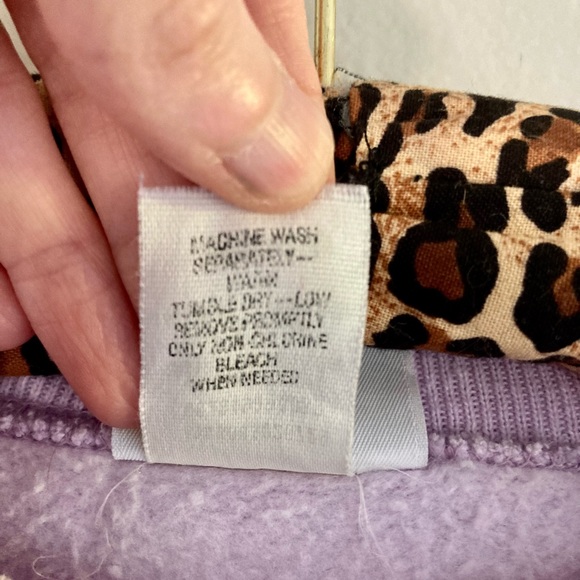 MACHINE WASH
SEPARATELY---
WARM
TUMBLE DRY---LOW
REMOVE PROMPTLY
ONLY NON-CHLORINE
BLEACH
WHEN NEEDED